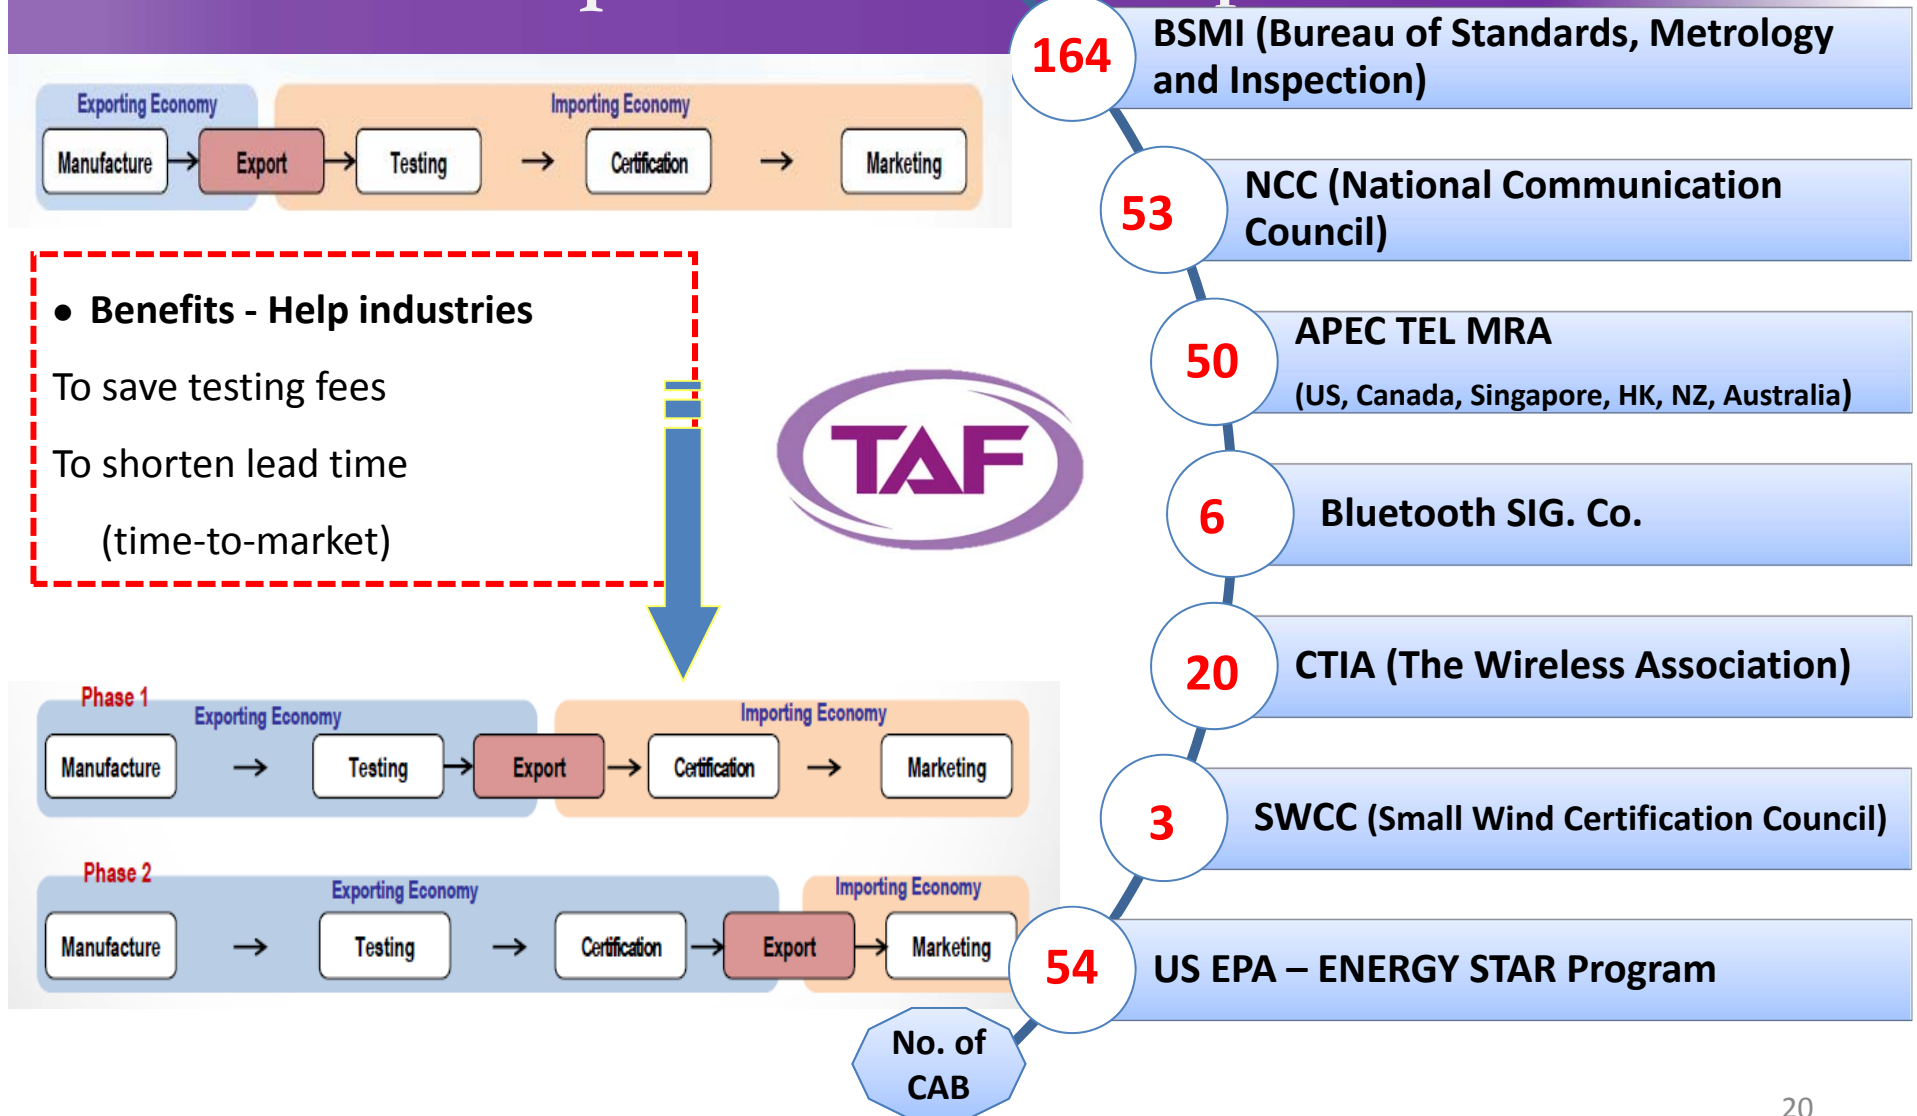 Exporting Economy
Importing Economy
Manufacture
Export
Testing
Certification
Marketing
● Benefits - Help industries
To save testing fees
To shorten lead time
(time-to-market)
TAF
Phase 1
Exporting Economy
Importing Economy
Manufacture
Testing
Export
Certification
Marketing
Phase 2
Exporting Economy
Importing Economy
Manufacture
Testing
Certification
Export
Marketing
164
BSMI (Bureau of Standards, Metrology
and Inspection)
53
NCC (National Communication
Council)
50
APEC TEL MRA
(US, Canada, Singapore, HK, NZ, Australia)
6
Bluetooth SIG. Co.
20
CTIA (The Wireless Association)
3
SWCC (Small Wind Certification Council)
54
US EPA – ENERGY STAR Program
No. of
CAB
20